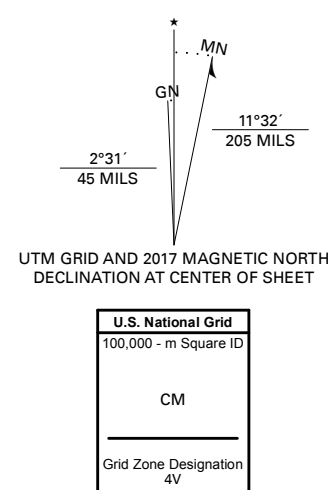 ★
MN
GN
11°32´
205 MILS
2°31´
45 MILS
UTM GRID AND 2017 MAGNETIC NORTH
DECLINATION AT CENTER OF SHEET
U.S. National Grid
100,000 - m Square ID
CM
Grid Zone Designation
4V